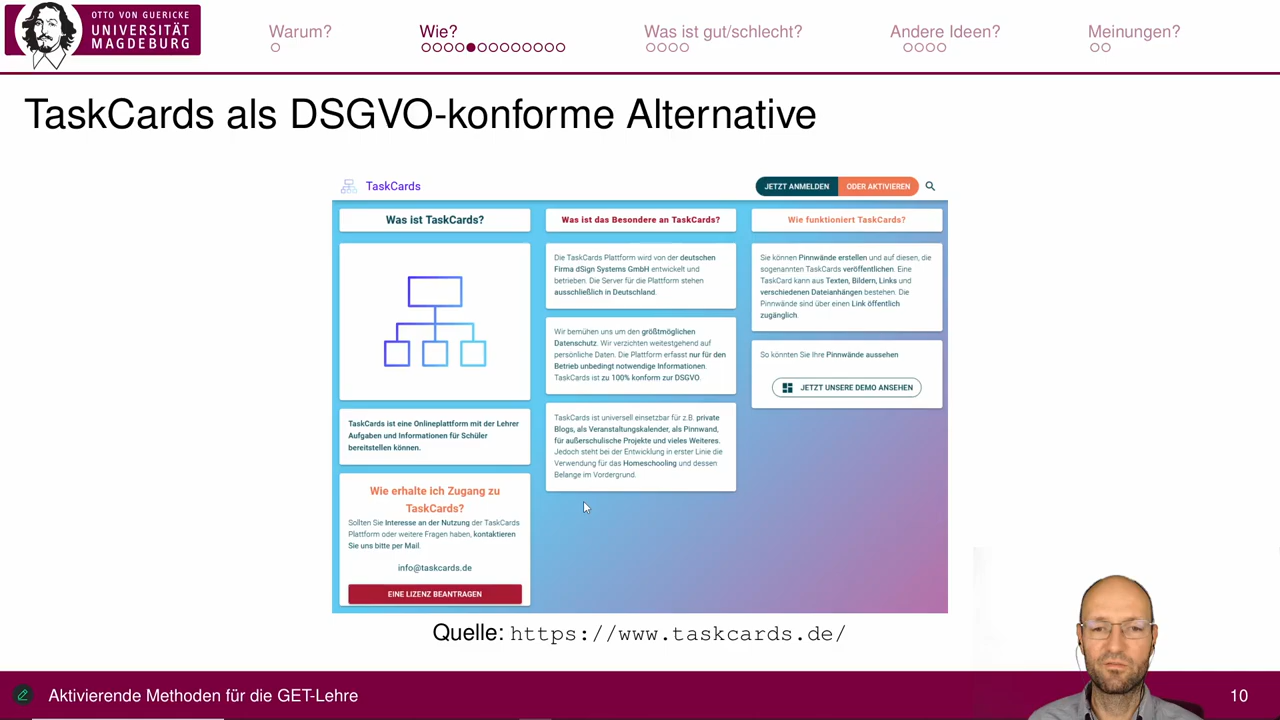 OTTO VON GUERICKE
UNIVERSITÄT
MAGDEBURG
Warum?
Wie?
Was ist gut/schlecht?
Andere Ideen?
Meinungen?
TaskCards als DSGVO-konforme Alternative
TaskCards
JETZT ANMELDEN
ODER AKTIVIEREN
Was ist TaskCards?
TaskCards ist eine Onlineplattform mit der Lehrer
Aufgaben und Informationen für Schüler
bereitstellen können.
Wie erhalte ich Zugang zu
TaskCards?
Sollten Sie Interesse an der Nutzung der TaskCards
Plattform oder weitere Fragen haben, kontaktieren
Sie uns bitte per Mail.
info@taskcards.de
EINE LIZENZ BEANTRAGEN
Was ist das Besondere an TaskCards?
Die TaskCards Plattform wird von der deutschen
Firma dSign Systems GmbH entwickelt und
betrieben. Die Server für die Plattform stehen
ausschließlich in Deutschland.
Wir bemühen uns um den größtmöglichen
Datenschutz. Wir verzichten weitestgehend auf
persönliche Daten. Die Plattform erfasst nur für den
Betrieb unbedingt notwendige Informationen.
TaskCards ist zu 100% konform zur DSGVO.
TaskCards ist universell einsetzbar für z.B. private
Blogs, als Veranstaltungskalender, als Pinnwand,
für außerschulische Projekte und vieles Weiteres.
Jedoch steht bei der Entwicklung in erster Linie die
Verwendung für das Homeschooling und dessen
Belange im Vordergrund.
Wie funktioniert TaskCards?
Sie können Pinnwände erstellen und auf diesen, die
sogenannten TaskCards veröffentlichen. Eine
TaskCard kann aus Texten, Bildern, Links und
verschiedenen Dateianhängen bestehen. Die
Pinnwände sind über einen Link öffentlich
zugänglich.
So könnten Sie Ihre Pinnwände aussehen
JETZT UNSERE DEMO ANSEHEN
Quelle: https://www.taskcards.de/
Aktivierende Methoden für die GET-Lehre
10